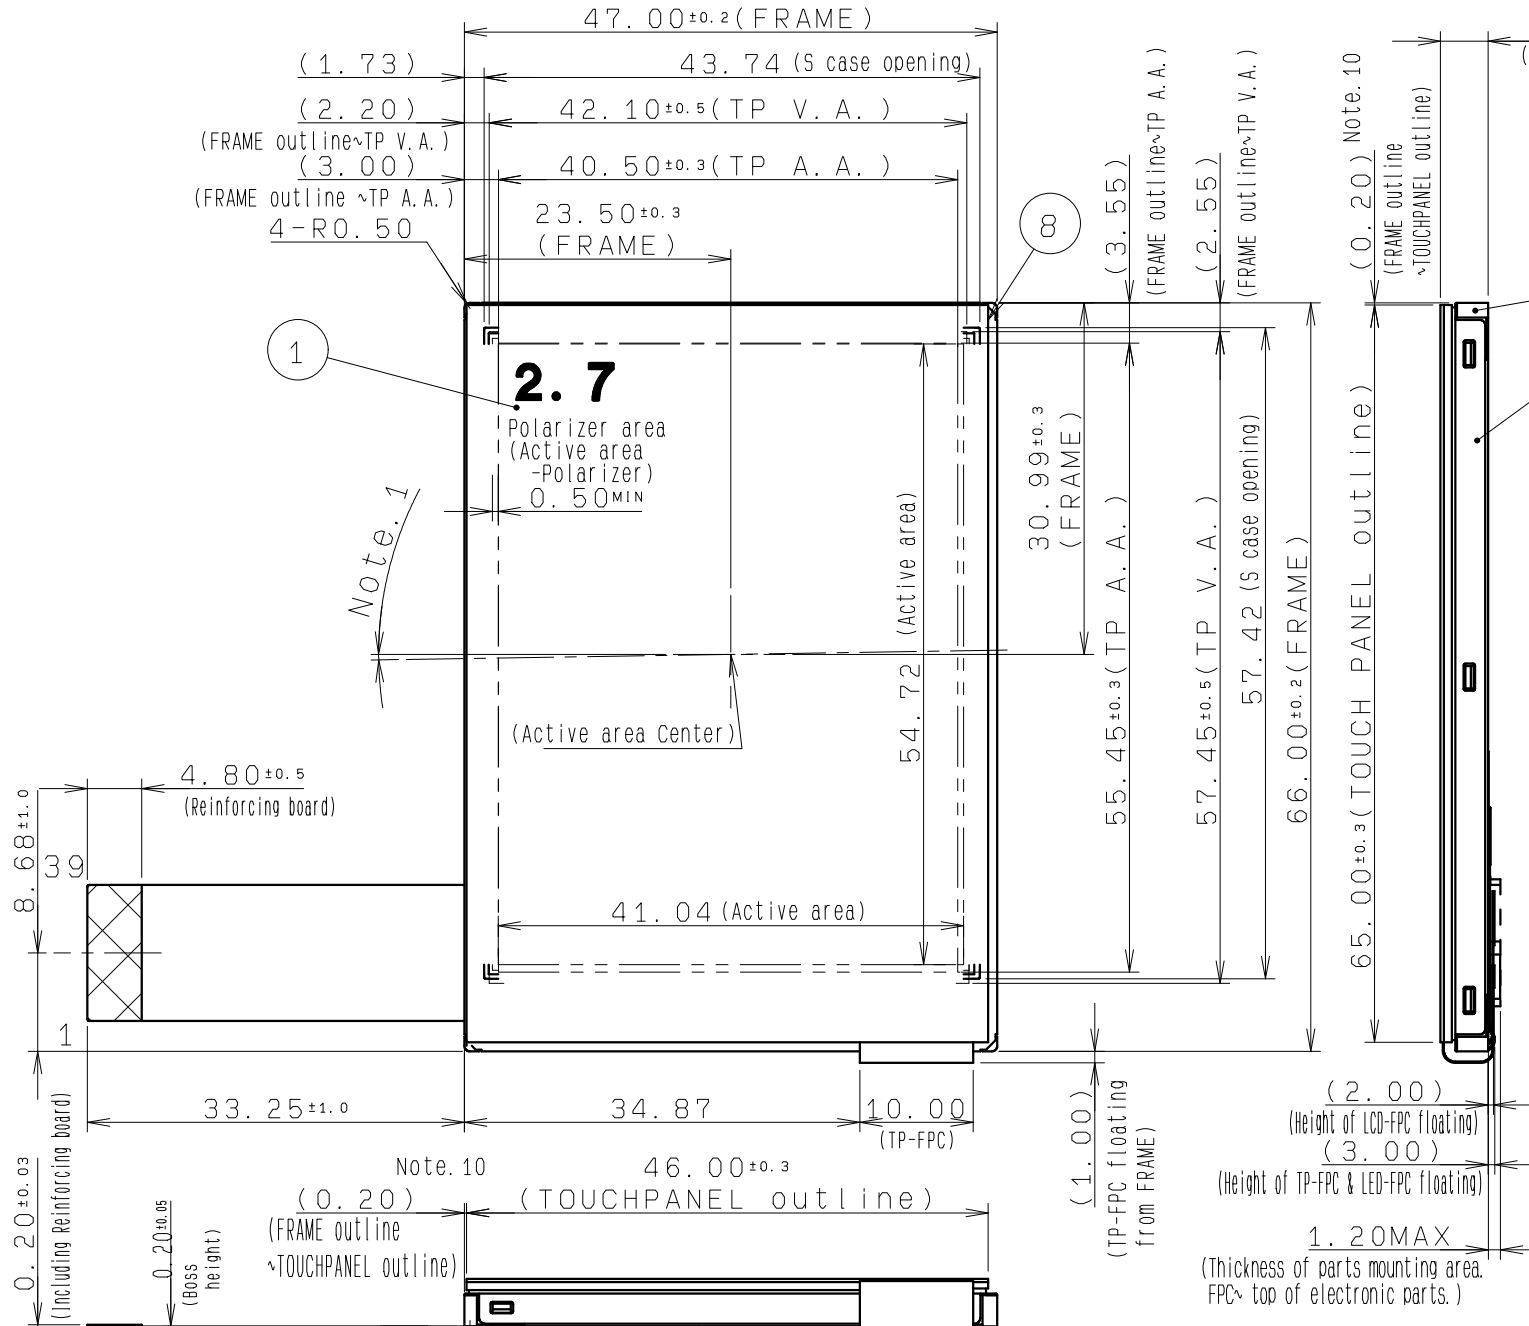 47.00±0.2(FRAME)
(1.73)
43.74 (S case opening)
(2.20)
42.10±0.5(TP V.A.)
(FRAME outline~TP V.A.)
(3.00)
40.50±0.3(TP A.A.)
(FRAME outline ~TP A.A.)
23.50±0.3
(FRAME)
4-R0.50
8
(3.55)
(FRAME outline~TP A.A.)
(2.55)
(FRAME outline~TP V.A.)
(0.20) Note.10
(FRAME outline
~TOUCHPANEL outline)
(
1
2.7
Polarizer area
(Active area
-Polarizer)
0.50MIN
Note.1
(Active area Center)
54.72 (Active area)
30.99±0.3
(FRAME)
55.45±0.3(TP A.A.)
57.45±0.5(TP V.A.)
57.42 (S case opening)
66.00±0.2(FRAME)
65.00±0.3(TOUCH PANEL outline)
4.80±0.5
(Reinforcing board)
8.68±1.0
39
1
41.04 (Active area)
33.25±1.0
34.87
10.00
(TP-FPC)
(1.00)
(TP-FPC floating
from FRAME)
(2.00)
(Height of LCD-FPC floating)
(3.00)
(Height of TP-FPC & LED-FPC floating)
1.20MAX
(Thickness of parts mounting area.
FPC~ top of electronic parts.)
0.20±0.03
(Including Reinforcing board)
0.20±0.05
(Boss
height)
Note.10
(0.20)
(FRAME outline
~TOUCHPANEL outline)
46.00±0.3
(TOUCHPANEL outline)